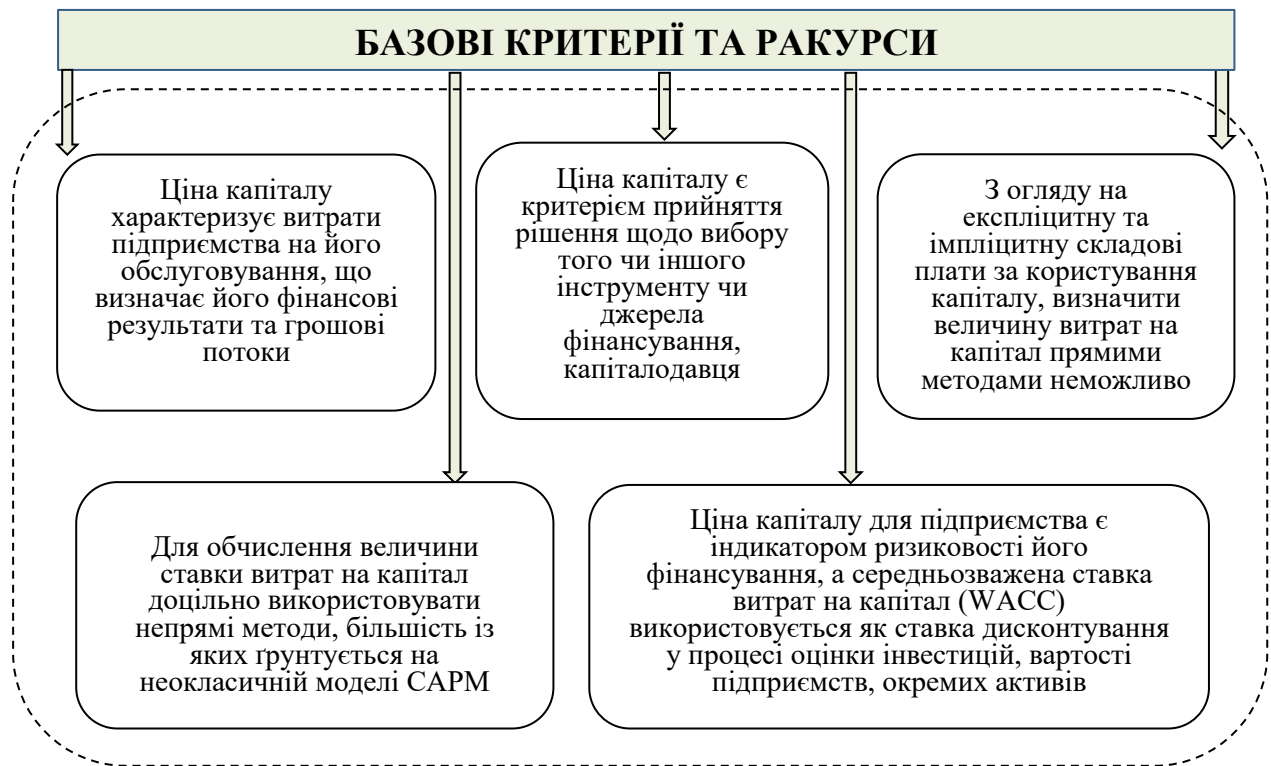 БАЗОВІ КРИТЕРІЇ ТА РАКУРСИ
Ціна капіталу
характеризує витрати
підприємства на його
обслуговування, що
визначає його фінансові
результати та грошові
потоки
Ціна капіталу є
критерієм прийняття
рішення щодо вибору
того чи іншого
інструменту чи
джерела
фінансування,
капіталодавця
З огляду на
експліцитну та
імпліцитну складові
плати за користування
капіталу, визначити
величину витрат на
капітал прямими
методами неможливо
Для обчислення величини
ставки витрат на капітал
доцільно використовувати
непрямі методи, більшість із
яких ґрунтується на
неокласичній моделі САРМ
Ціна капіталу для підприємства є
індикатором ризиковості його
фінансування, а середньозважена ставка
витрат на капітал (WACC)
використовується як ставка дисконтування
у процесі оцінки інвестицій, вартості
підприємств, окремих активів